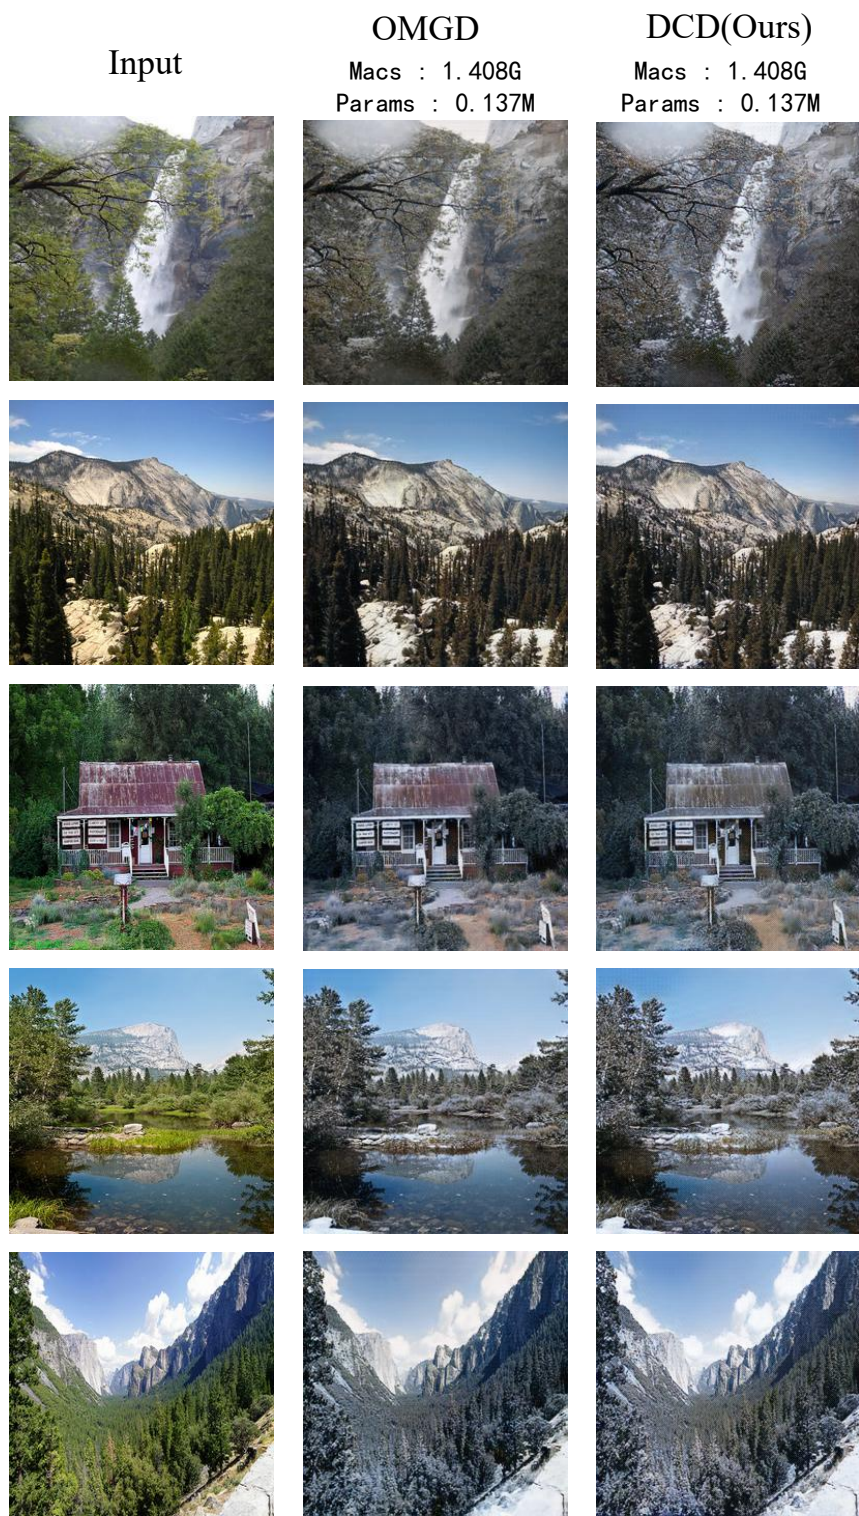 Input
OMGD
Macs : 1.408G
Params : 0.137M
DCD(Ours)
Macs : 1.408G
Params : 0.137M